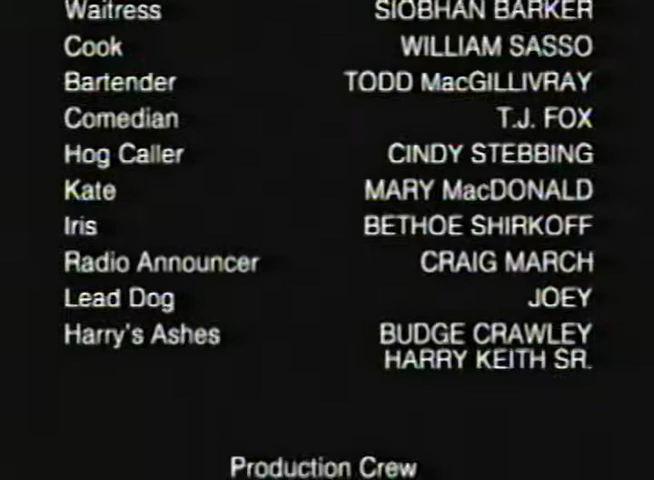 Waitress SIOBHAN BARKER
Cook WILLIAM SASSO
Bartender TODD MacGILLIVRAY
Comedian T.J. FOX
Hog Caller CINDY STEBBING
Kate MARY MacDONALD
Iris BETHOE SHIRKOFF
Radio Announcer CRAIG MARCH
Lead Dog JOEY
Harry's Ashes BUDGE CRAWLEY
HARRY KEITH SR.
Production Crew